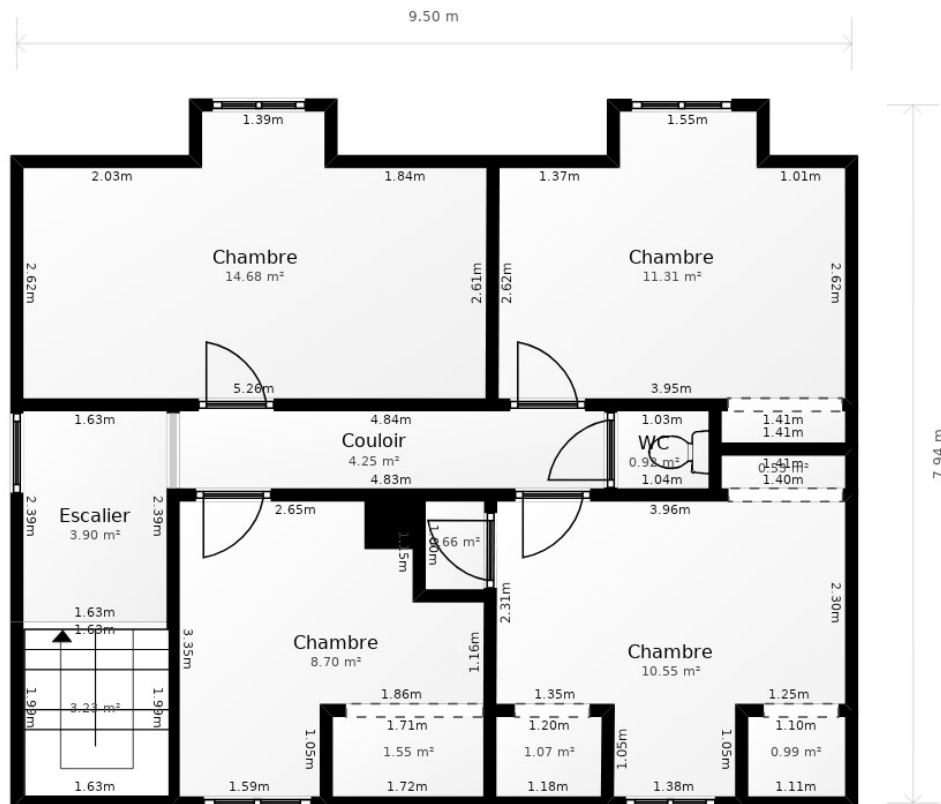 9.50 m
1.39m
1.55m
2.03m
1.84m
1.37m
1.01m
Chambre
14.68 m²
Chambre
11.31 m²
2.62m
2.61m
2.62m
2.62m
7.94 m
5.26m
3.95m
1.63m
4.84m
1.03m
1.41m
1.41m
Couloir
4.25 m²
WC
0.92 m²
1.41m
4.83m
1.04m
1.40m
2.39m
2.39m
Escalier
3.90 m²
2.65m
3.96m
1.15m
2.31m
2.30m
1.63m
1.63m
3.35m
Chambre
8.70 m²
1.16m
Chambre
10.55 m²
1.99m
3.23 m²
1.99m
1.86m
1.35m
1.25m
1.71m
1.20m
1.10m
1.05m
1.55 m²
1.07 m²
1.05m
1.05m
0.99 m²
1.63m
1.59m
1.72m
1.18m
1.38m
1.11m